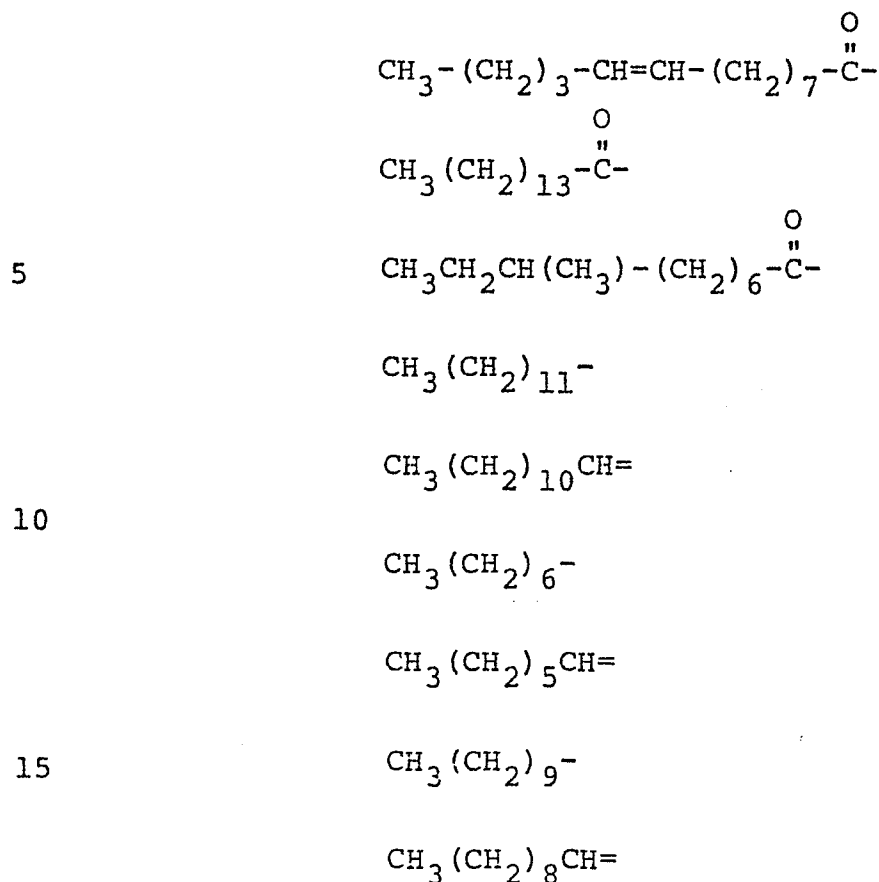 O
"
CH₃-(CH₂)₃-CH=CH-(CH₂)₇-C-
O
"
CH₃(CH₂)₁₃-C-
O
"
5 CH₃CH₂CH(CH₃)-(CH₂)₆-C-
CH₃(CH₂)₁₁-
CH₃(CH₂)₁₀CH=
10
CH₃(CH₂)₆-
CH₃(CH₂)₅CH=
15 CH₃(CH₂)₉-
CH₃(CH₂)₈CH=